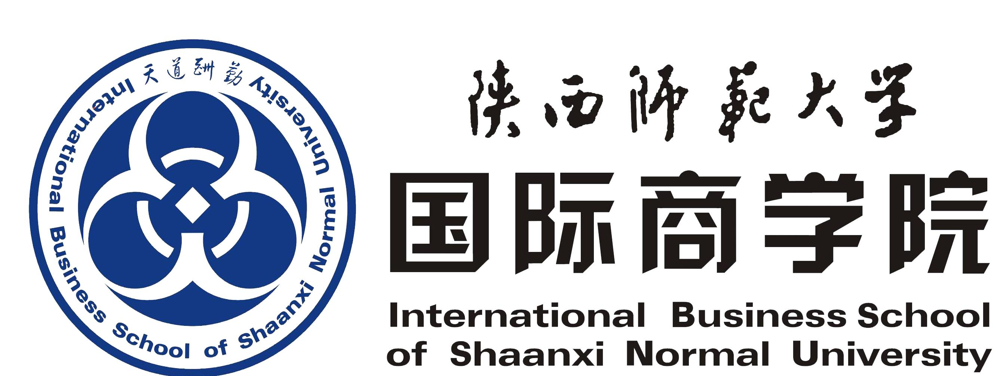 天道酬勤
International Business School of Shaanxi Normal University
陕西师范大学
国际商学院
International Business School
of Shaanxi Normal University